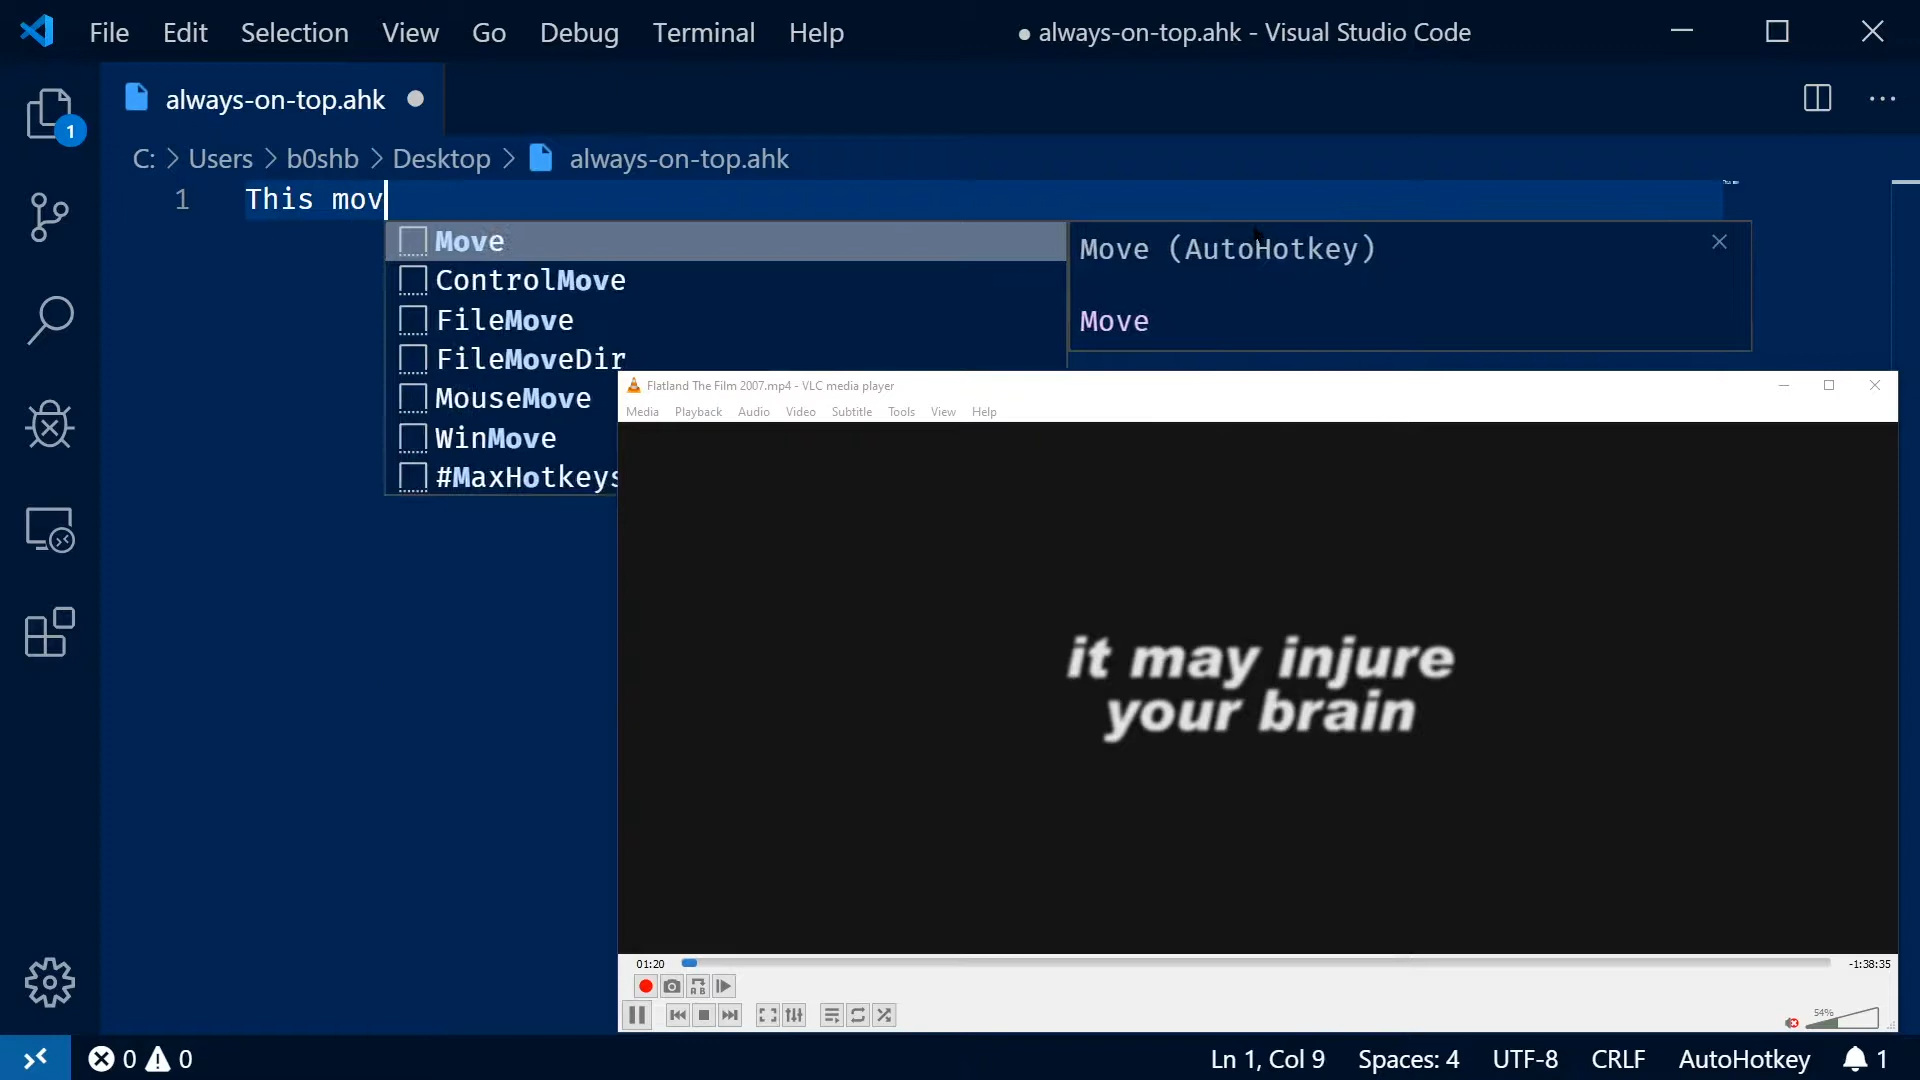 File Edit Selection View Go Debug Terminal Help ● always-on-top.ahk - Visual Studio Code
always-on-top.ahk
1
C: > Users > b0shb > Desktop > always-on-top.ahk
1 This mov
Move
ControlMove
FileMove
FileMoveDir
MouseMove
WinMove
#MaxHotkeys
Move (AutoHotkey)
Move
Flatland The Film 2007.mp4 - VLC media player
Media Playback Audio Video Subtitle Tools View Help
it may injure
your brain
01:20 -1:38:35
A B
54%
0 0 Ln 1, Col 9 Spaces: 4 UTF-8 CRLF AutoHotkey 1